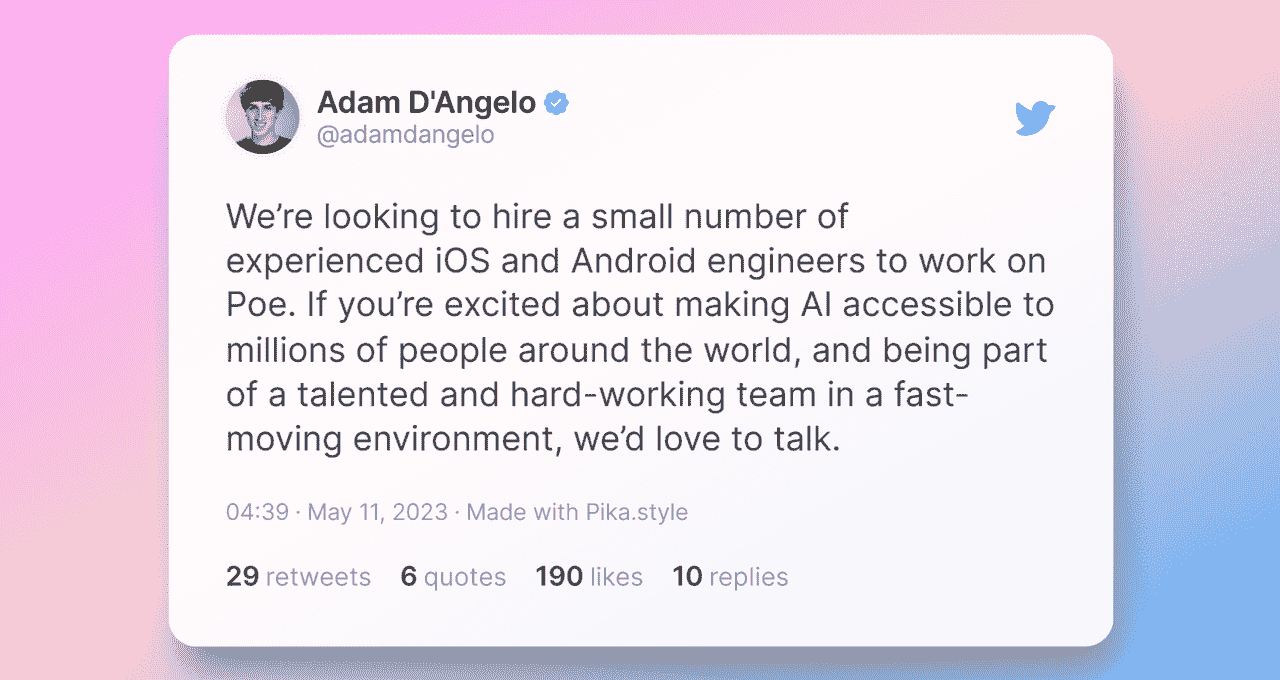 Adam D'Angelo
@adamdangelo
We’re looking to hire a small number of
experienced iOS and Android engineers to work on
Poe. If you’re excited about making AI accessible to
millions of people around the world, and being part
of a talented and hard-working team in a fast-
moving environment, we’d love to talk.
04:39 · May 11, 2023 · Made with Pika.style
29 retweets 6 quotes 190 likes 10 replies